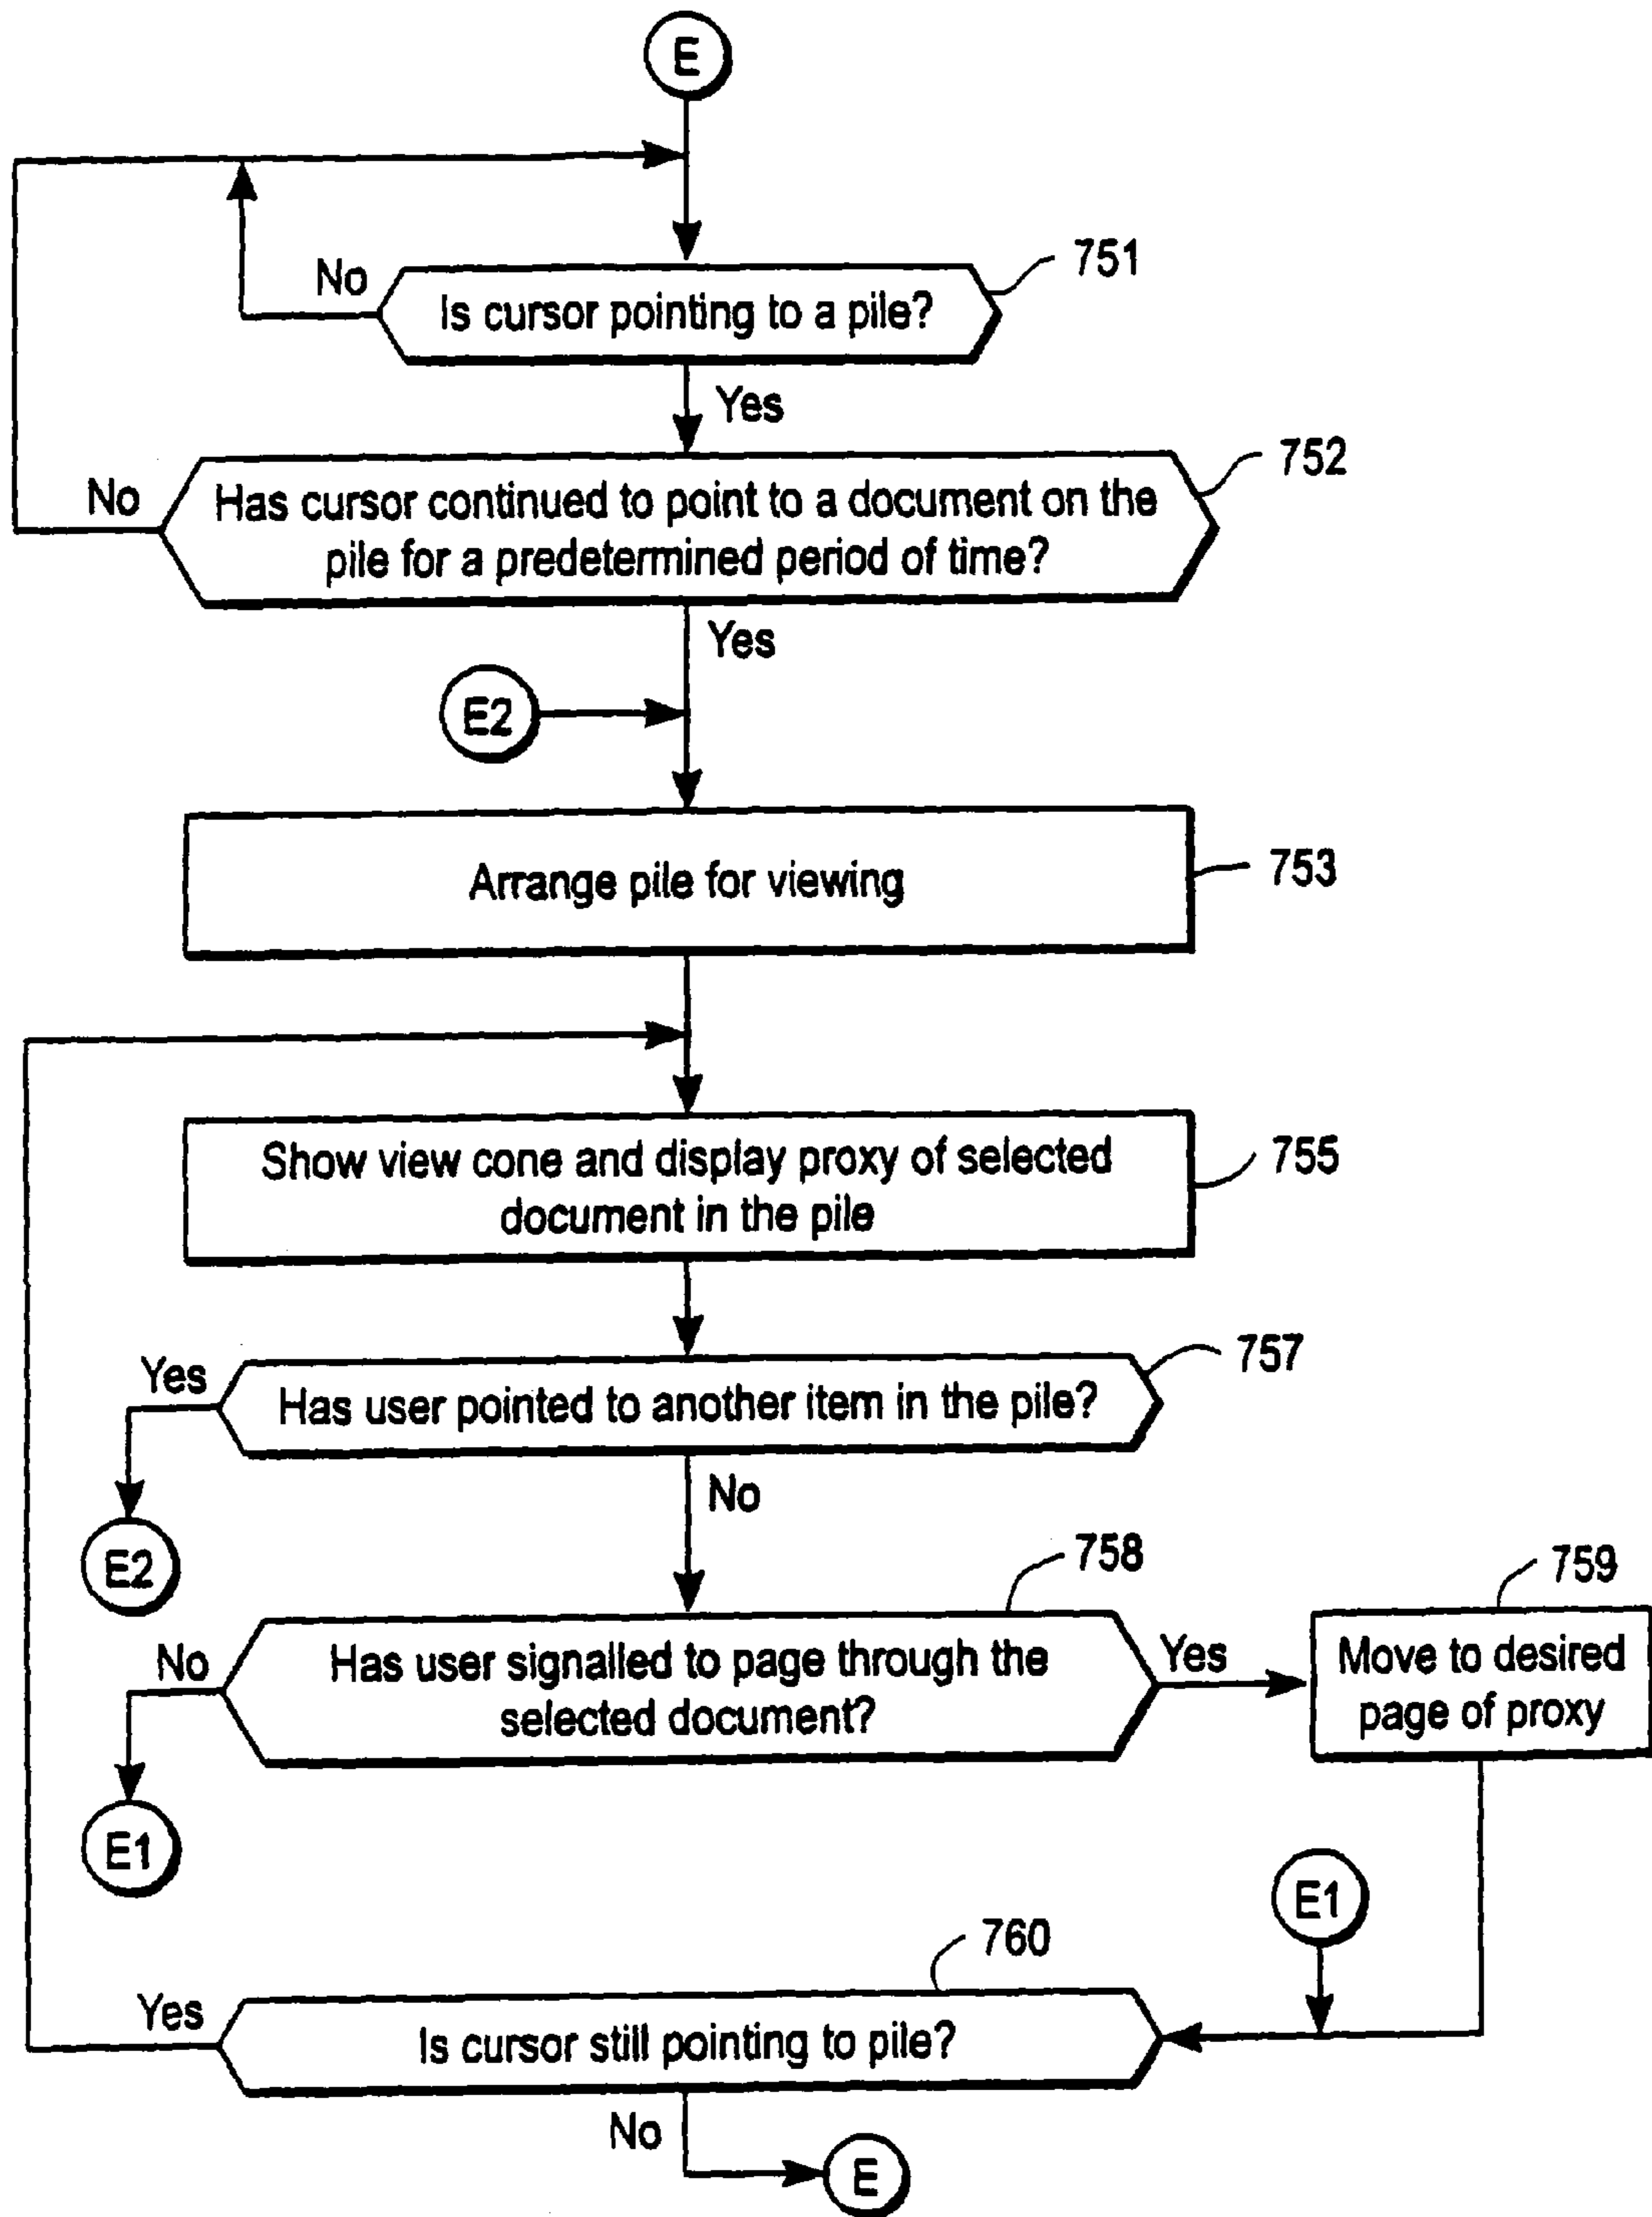 E
751
No
Is cursor pointing to a pile?
Yes
752
No
Has cursor continued to point to a document on the
pile for a predetermined period of time?
Yes
E2
753
Arrange pile for viewing
Show view cone and display proxy of selected
document in the pile
755
757
Yes
Has user pointed to another item in the pile?
No
E2
758
759
No
Has user signalled to page through the
selected document?
Yes
Move to desired
page of proxy
E1
E1
760
Yes
Is cursor still pointing to pile?
No
E